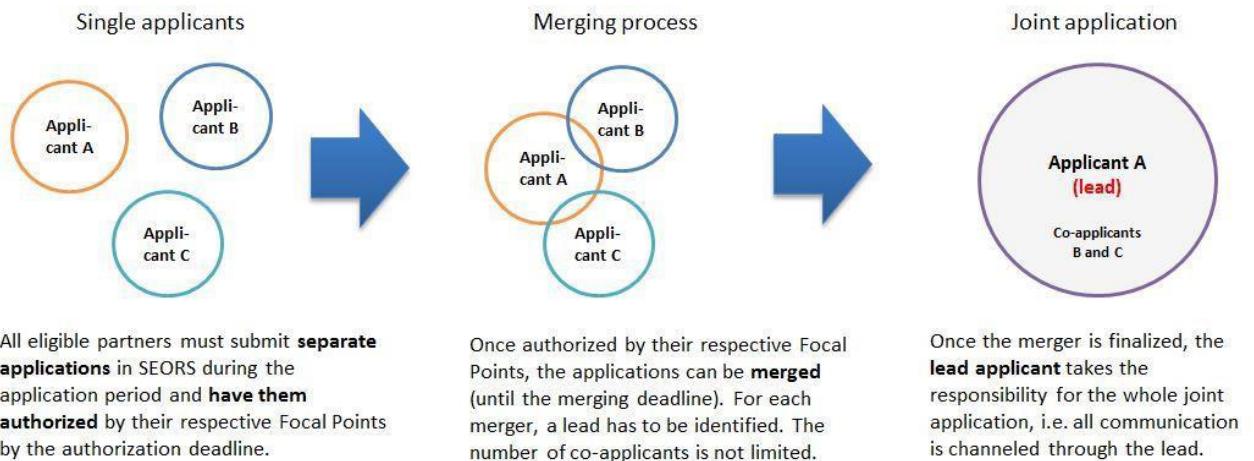 Single applicants
Appli-
cant A
Appli-
cant B
Appli-
cant C
All eligible partners must submit separate
applications in SEORS during the
application period and have them
authorized by their respective Focal Points
by the authorization deadline.
Merging process
Appli-
cant A
Appli-
cant B
Appli-
cant C
Once authorized by their respective Focal
Points, the applications can be merged
(until the merging deadline). For each
merger, a lead has to be identified. The
number of co-applicants is not limited.
Joint application
Applicant A
(lead)
Co-applicants
B and C
Once the merger is finalized, the
lead applicant takes the
responsibility for the whole joint
application, i.e. all communication
is channeled through the lead.